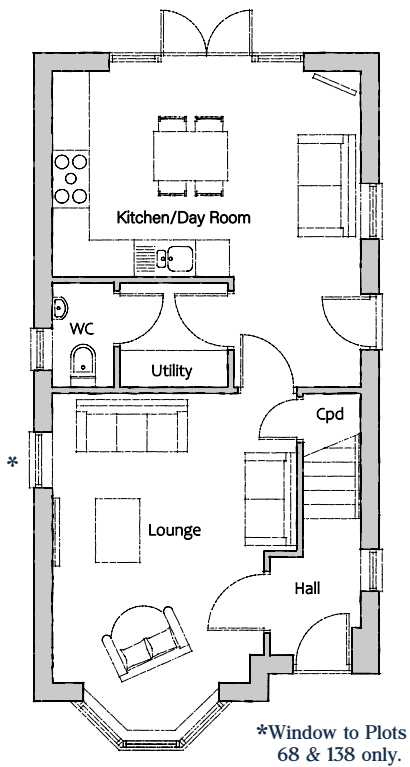 Kitchen/Day Room
WC
Utility
Cpd
*
Lounge
Hall
*Window to Plots
68 & 138 only.